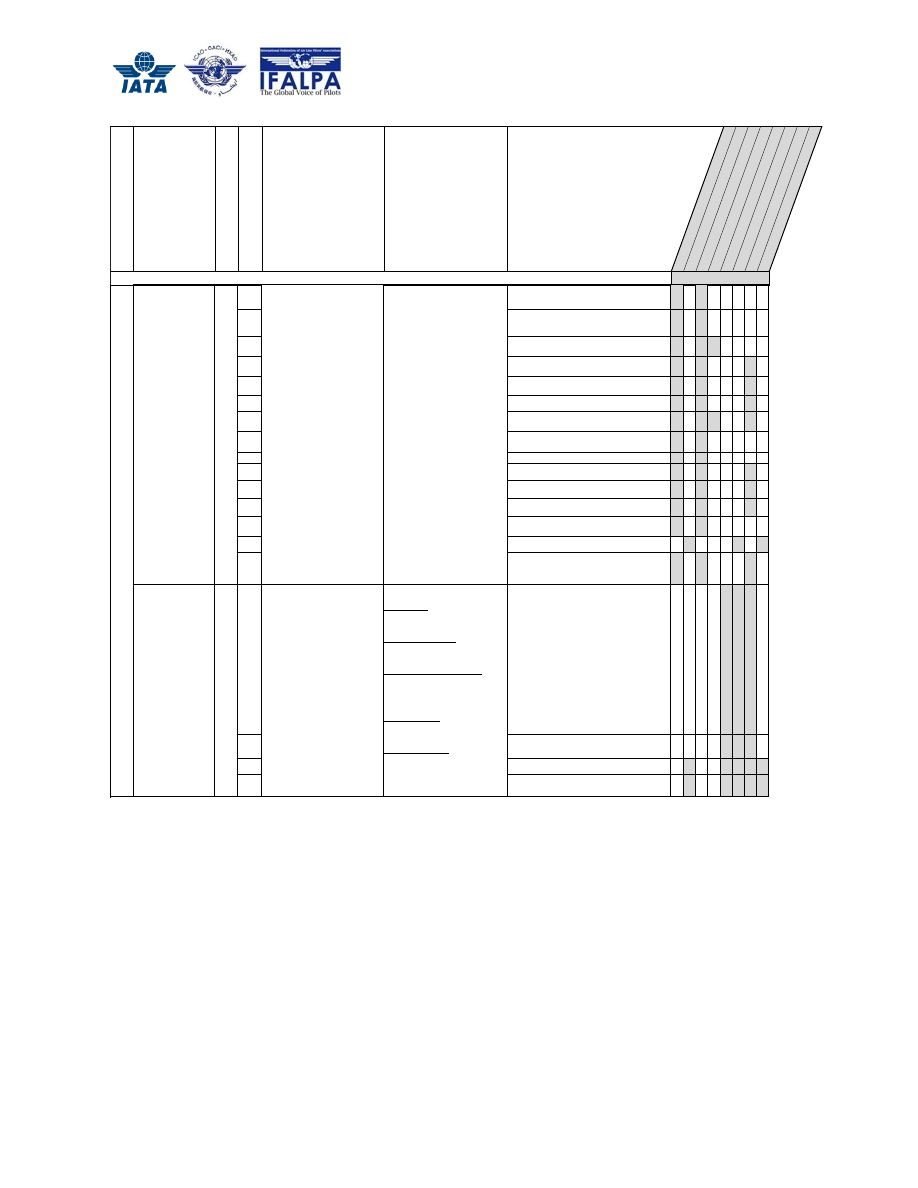 International Federation of Air Line Pilots' Associations
ICAO · OACI · ИКАО
IATA
IFALPA
The Global Voice of Pilots